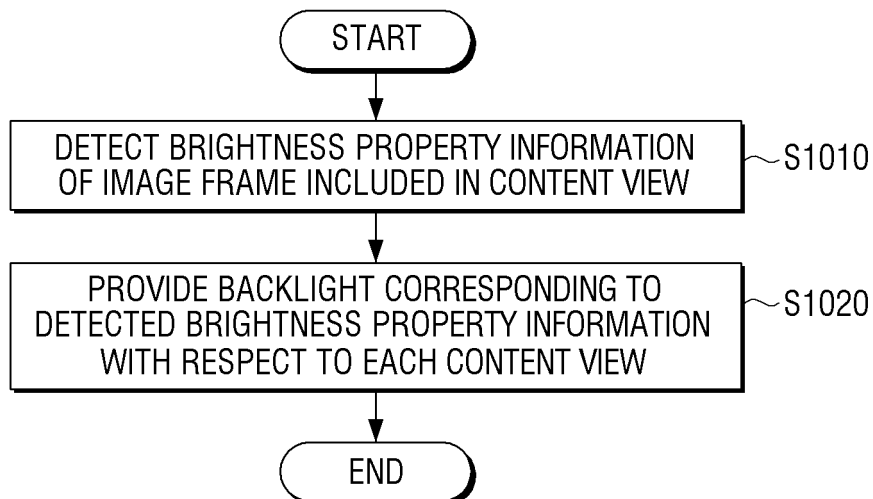 START
DETECT BRIGHTNESS PROPERTY INFORMATION
OF IMAGE FRAME INCLUDED IN CONTENT VIEW
S1010
PROVIDE BACKLIGHT CORRESPONDING TO
DETECTED BRIGHTNESS PROPERTY INFORMATION
WITH RESPECT TO EACH CONTENT VIEW
S1020
END